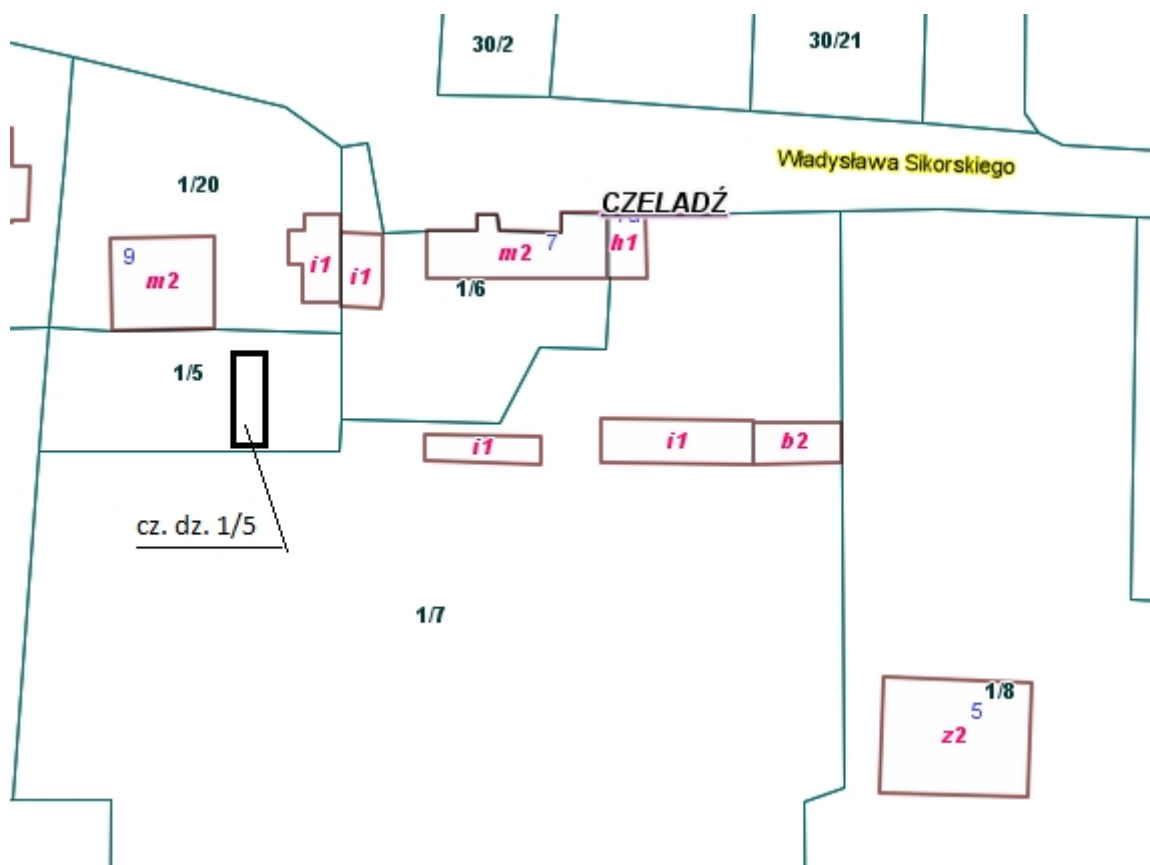 30/2
30/21
Władysława Sikorskiego
1/20
CZELADŹ
9
m2
i1
i1
m2
7
h1
1/6
1/5
i1
i1
b2
cz. dz. 1/5
1/7
1/8
5
z2